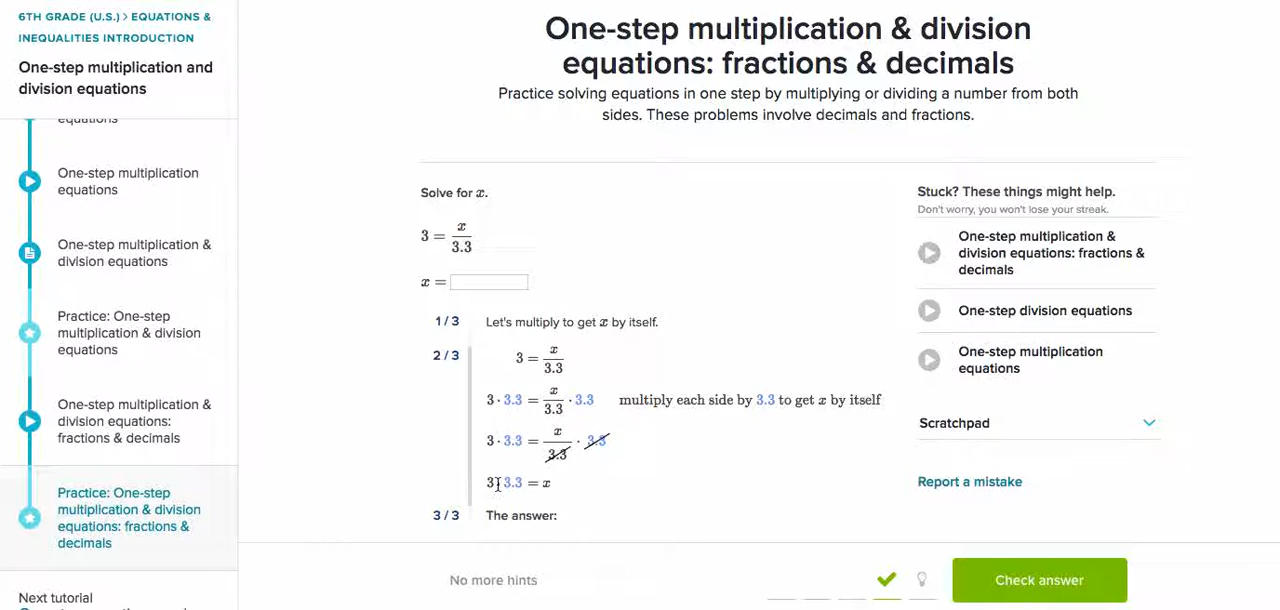 6TH GRADE (U.S.) > EQUATIONS &
INEQUALITIES INTRODUCTION
One-step multiplication and
division equations
equations
One-step multiplication
equations
One-step multiplication &
division equations
Practice: One-step
multiplication & division
equations
One-step multiplication &
division equations:
fractions & decimals
Practice: One-step
multiplication & division
equations: fractions &
decimals
Next tutorial
One-step multiplication & division
equations: fractions & decimals
Practice solving equations in one step by multiplying or dividing a number from both
sides. These problems involve decimals and fractions.
Solve for x.
3 = x/3.3
x =
1 / 3 Let's multiply to get x by itself.
2 / 3 3 = x/3.3
3 · 3.3 = x/3.3 · 3.3 multiply each side by 3.3 to get x by itself
3 · 3.3 = x/3.3 · 3.3
3 · 3.3 = x
3 / 3 The answer:
Stuck? These things might help.
Don't worry, you won't lose your streak.
One-step multiplication &
division equations: fractions &
decimals
One-step division equations
One-step multiplication
equations
Scratchpad
Report a mistake
No more hints
Check answer